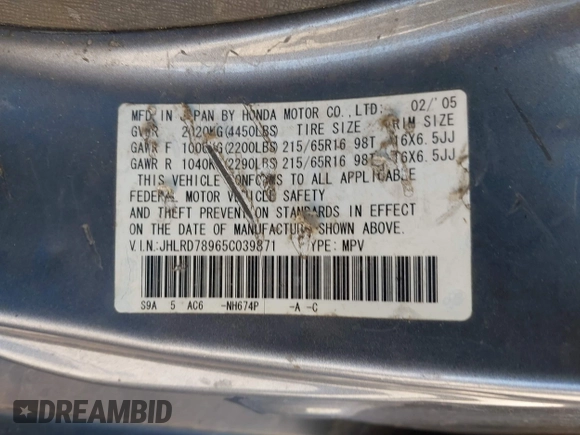 MFD. IN JAPAN BY HONDA MOTOR CO., LTD. 02/'05
GVWR 2020KG(4450LBS) TIRE SIZE RIM SIZE
GAWR F 1000KG(2200LBS) 215/65R16 98T 16X6.5JJ
GAWR R 1040KG(2290LBS) 215/65R16 98T 16X6.5JJ
THIS VEHICLE CONFORMS TO ALL APPLICABLE
FEDERAL MOTOR VEHICLE SAFETY
AND THEFT PREVENTION STANDARDS IN EFFECT
ON THE DATE OF MANUFACTURE SHOWN ABOVE.
V.I.N:JHLRD78965C039871 TYPE: MPV
S9A 5 AC6 -NH674P -A -C
DREAMBID